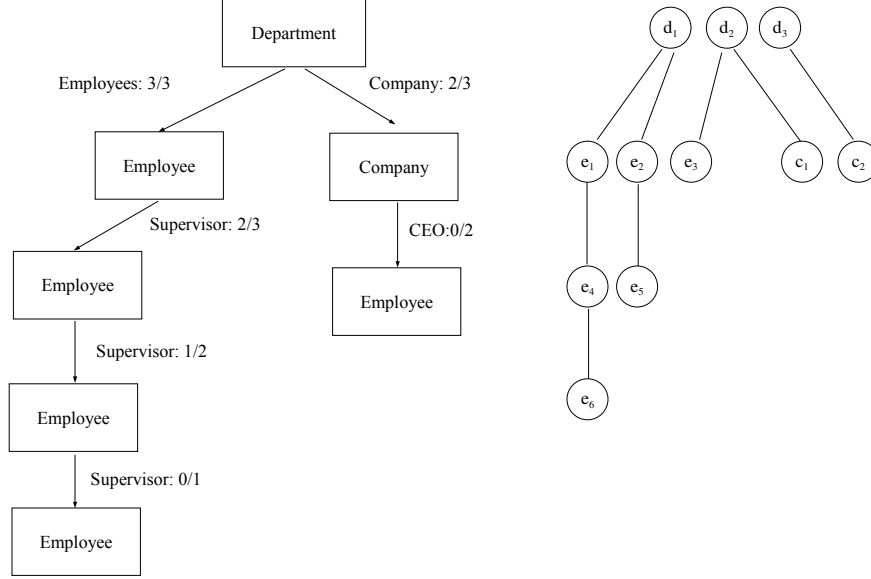 Department
Employees: 3/3
Company: 2/3
Employee
Company
Supervisor: 2/3
CEO:0/2
Employee
Employee
Supervisor: 1/2
Employee
Supervisor: 0/1
Employee
d₁
d₂
d₃
e₁
e₂
e₃
c₁
c₂
e₄
e₅
e₆